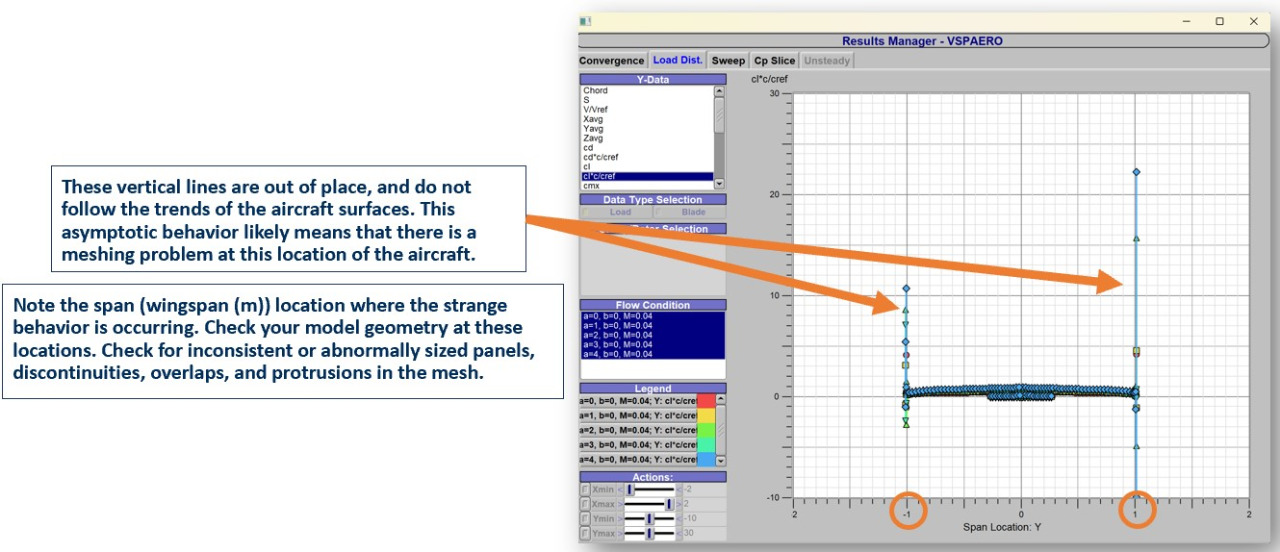 These vertical lines are out of place, and do not
follow the trends of the aircraft surfaces. This
asymptotic behavior likely means that there is a
meshing problem at this location of the aircraft.
Note the span (wingspan (m)) location where the strange
behavior is occurring. Check your model geometry at these
locations. Check for inconsistent or abnormally sized panels,
discontinuities, overlaps, and protrusions in the mesh.
Results Manager - VSPAERO
Convergence Load Dist. Sweep Cp Slice Unsteady
Y-Data
Chord
S
V/Vref
Xavg
Yavg
Zavg
cd
cd*c/cref
cl
cl*c/cref
cmx
Data Type Selection
Load Blade
Selection
Flow Condition
a=0, b=0, M=0.04
a=1, b=0, M=0.04
a=2, b=0, M=0.04
a=3, b=0, M=0.04
a=4, b=0, M=0.04
Legend
a=0, b=0, M=0.04; Y: cl*c/cre
a=1, b=0, M=0.04; Y: cl*c/cre
a=2, b=0, M=0.04; Y: cl*c/cre
a=3, b=0, M=0.04; Y: cl*c/cre
a=4, b=0, M=0.04; Y: cl*c/cre
Actions:
Xmin < < -2
Xmax > > 2
Ymin < < -10
Ymax > > 30
cl*c/cref
30
20
10
0
-10
2 -1 0 1 2
Span Location: Y